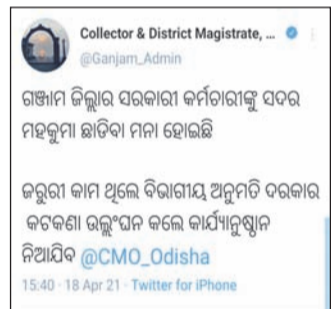 Collector & District Magistrate, ...
@Ganjam_Admin
ଗଞ୍ଜାମ ଜିଲ୍ଲାର ସରକାରୀ କର୍ମଚାରୀଙ୍କୁ ସଦର
ମହକୁମା ଛାଡିବା ମନା ହୋଇଛି
ଜରୁରୀ କାମ ଥିଲେ ବିଭାଗୀୟ ଅନୁମତି ଦରକାର
କଟକଣା ଉଲ୍ଲଂଘନ କଲେ କାର୍ଯ୍ୟାନୁଷ୍ଠାନ
ନିଆଯିବ @CMO_Odisha
15:40 · 18 Apr 21 · Twitter for iPhone